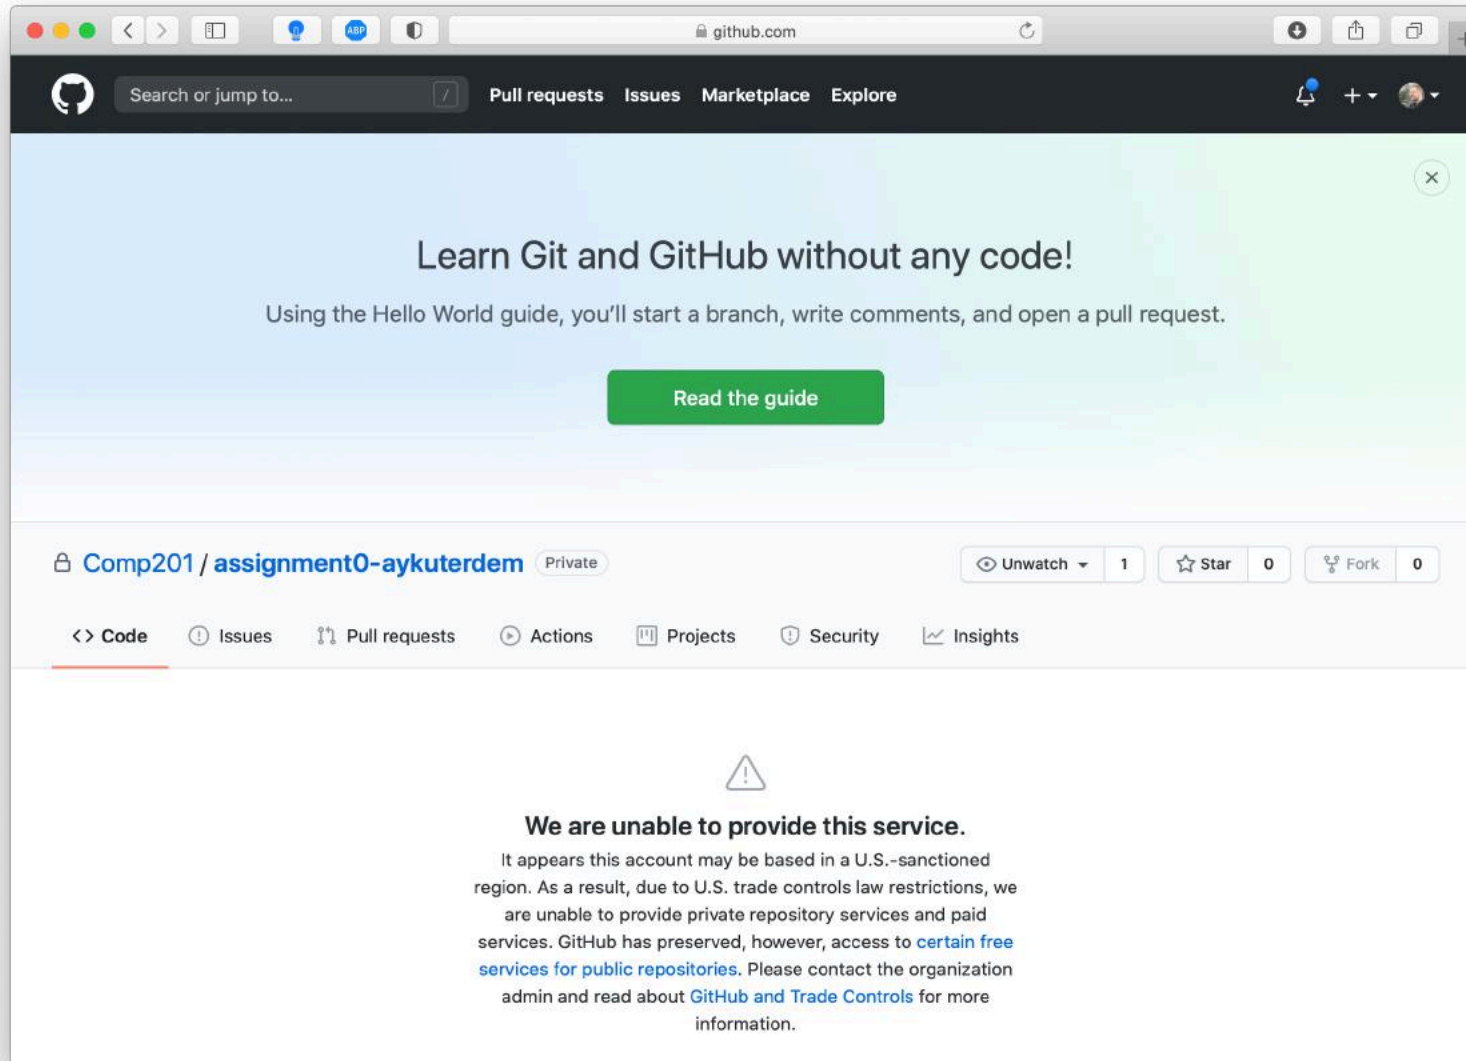 ABP
github.com
Search or jump to... /
Pull requests Issues Marketplace Explore
Learn Git and GitHub without any code!
Using the Hello World guide, you’ll start a branch, write comments, and open a pull request.
Read the guide
Comp201 / assignment0-aykuterdem Private
Unwatch 1 Star 0 Fork 0
<> Code Issues Pull requests Actions Projects Security Insights
We are unable to provide this service.
It appears this account may be based in a U.S.-sanctioned
region. As a result, due to U.S. trade controls law restrictions, we
are unable to provide private repository services and paid
services. GitHub has preserved, however, access to certain free
services for public repositories. Please contact the organization
admin and read about GitHub and Trade Controls for more
information.